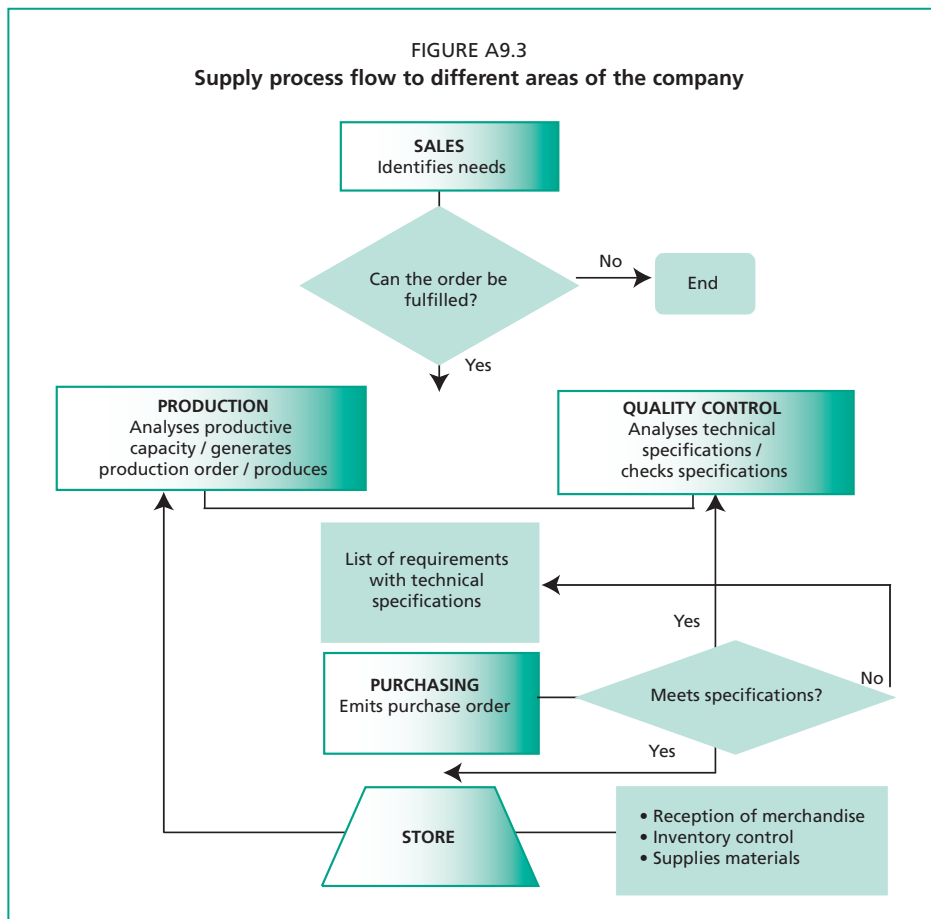 FIGURE A9.3
Supply process flow to different areas of the company
SALES
Identifies needs
Can the order be
fulfilled?
No
End
Yes
PRODUCTION
Analyses productive
capacity / generates
production order / produces
QUALITY CONTROL
Analyses technical
specifications /
checks specifications
List of requirements
with technical
specifications
Yes
PURCHASING
Emits purchase order
Meets specifications?
No
Yes
STORE
• Reception of merchandise
• Inventory control
• Supplies materials